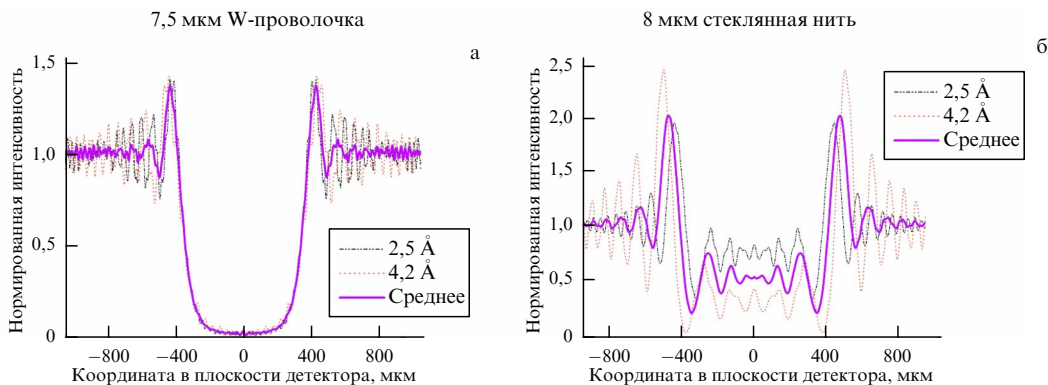 7,5 мкм W-проволочка
а
Нормированная интенсивность
1,5
1,0
0,5
0
2,5 Å
4,2 Å
Среднее
−800 −400 0 400 800
Координата в плоскости детектора, мкм
8 мкм стеклянная нить
б
Нормированная интенсивность
2,5
2,0
1,5
1,0
0,5
0
2,5 Å
4,2 Å
Среднее
−800 −400 0 400 800
Координата в плоскости детектора, мкм